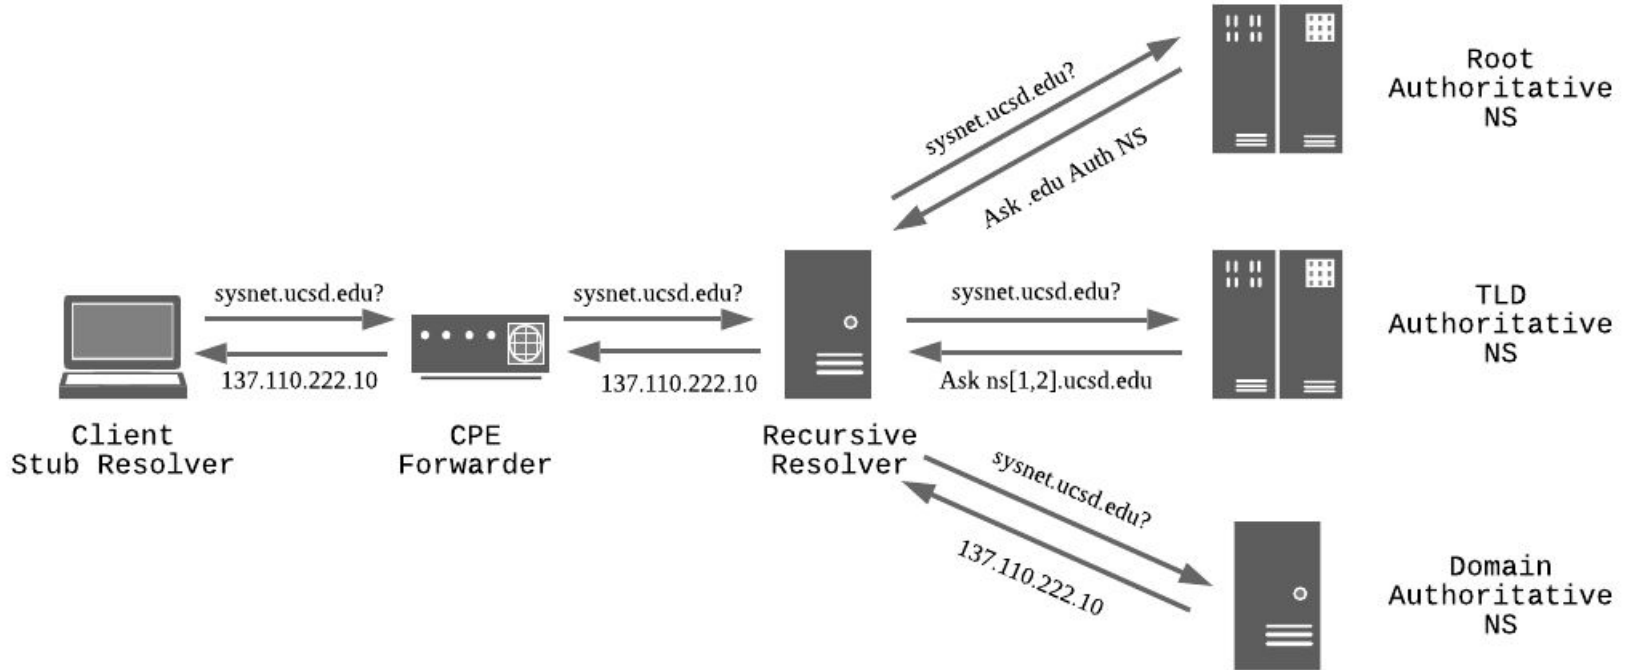 sysnet.ucsd.edu?
Ask .edu Auth NS
Root
Authoritative
NS
sysnet.ucsd.edu?
137.110.222.10
Client
Stub Resolver
sysnet.ucsd.edu?
137.110.222.10
CPE
Forwarder
Recursive
Resolver
sysnet.ucsd.edu?
Ask ns[1,2].ucsd.edu
TLD
Authoritative
NS
sysnet.ucsd.edu?
137.110.222.10
Domain
Authoritative
NS